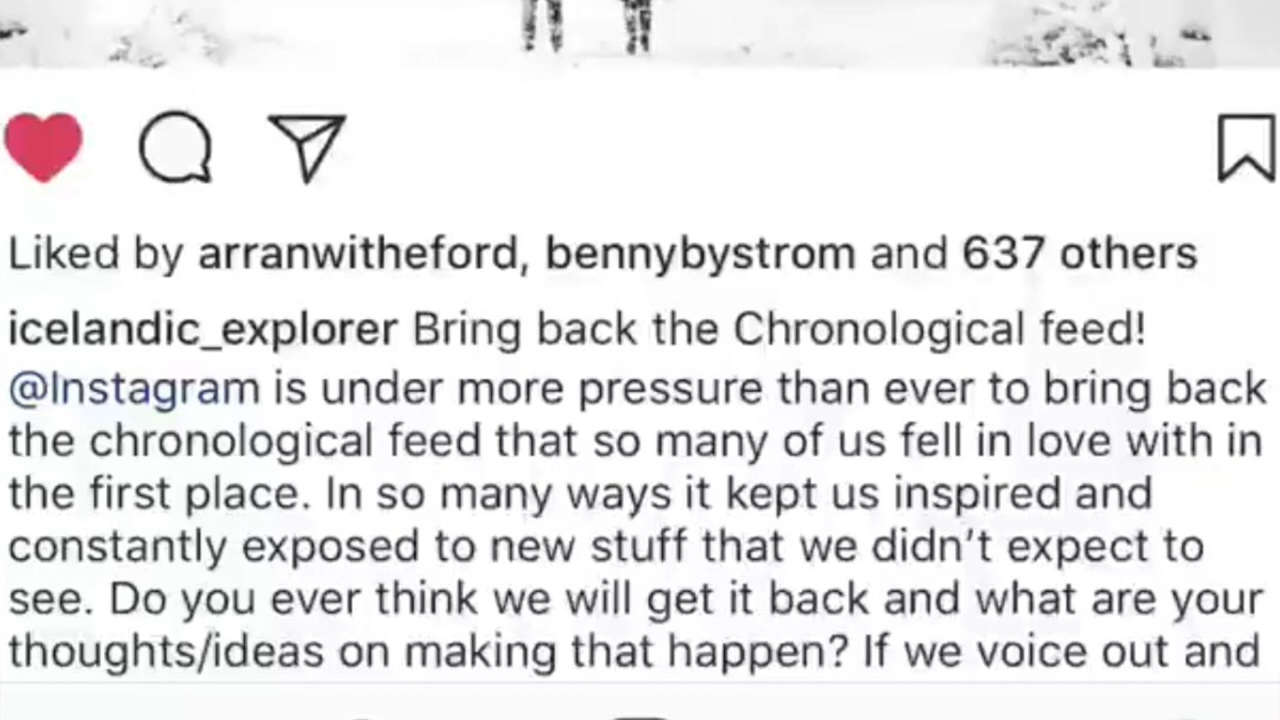 Liked by arranwitheford, bennybystrom and 637 others
icelandic_explorer Bring back the Chronological feed!
@Instagram is under more pressure than ever to bring back
the chronological feed that so many of us fell in love with in
the first place. In so many ways it kept us inspired and
constantly exposed to new stuff that we didn't expect to
see. Do you ever think we will get it back and what are your
thoughts/ideas on making that happen? If we voice out and